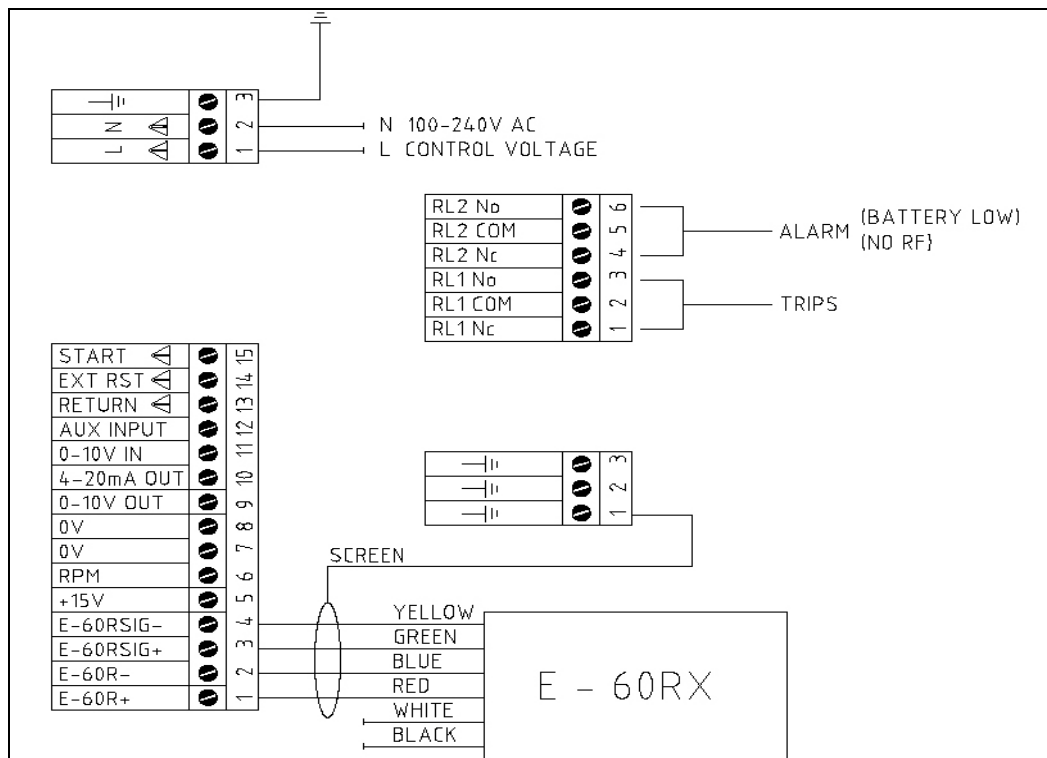 3
N 2
L 1
N 100-240V AC
L CONTROL VOLTAGE
RL2 No 6
RL2 COM 5
RL2 Nc 4
RL1 No 3
RL1 COM 2
RL1 Nc 1
ALARM (BATTERY LOW)
(NO RF}
TRIPS
START 15
EXT RST 14
RETURN 13
AUX INPUT 12
0-10V IN 11
4-20mA OUT 10
0-10V OUT 9
0V 8
0V 7
RPM 6
+15V 5
E-60RSIG- 4
E-60RSIG+ 3
E-60R- 2
E-60R+ 1
3
2
1
SCREEN
YELLOW
GREEN
BLUE
RED
WHITE
BLACK
E - 60RX